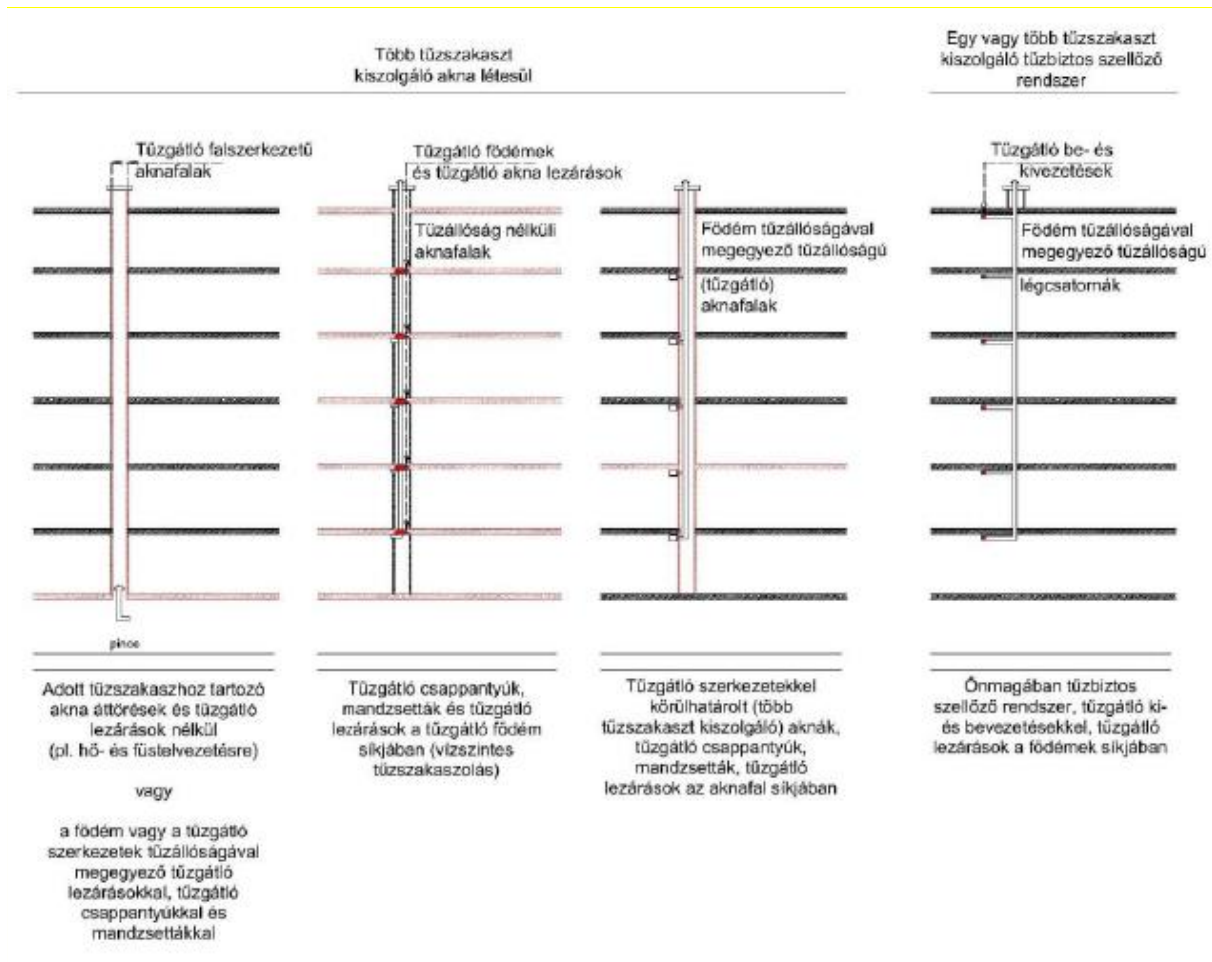 Több tűzszakaszt
kiszolgáló akna létesül
Egy vagy több tűzszakaszt
kiszolgáló tűzbiztos szellőző
rendszer
Tűzgátló falszerkezetű
aknafalak
Tűzgátló födémek
és tűzgátló akna lezárások
Tűzállóság nélküli
aknafalak
Födém tűzállóságával
megegyező tűzállóságú
(tűzgátló)
aknafalak
Tűzgátló be- és
kivezetések
Födém tűzállóságával
megegyező tűzállóságú
légcsatornák
pince
Adott tűzszakaszhoz tartozó
akna áttörések és tűzgátló
lezárások nélkül
(pl. hő- és füstelvezetésre)
vagy
a födém vagy a tűzgátló
szerkezetek tűzállóságával
megegyező tűzgátló
lezárásokkal, tűzgátló
csappantyúkkal és
mandzsettákkal
Tűzgátló csappantyúk,
mandzsetták és tűzgátló
lezárások a tűzgátló födém
síkjában (vízszintes
tűzszakaszolás)
Tűzgátló szerkezetekkel
körülhatárolt (több
tűzszakaszt kiszolgáló) aknák,
tűzgátló csappantyúk,
mandzsetták, tűzgátló
lezárások az aknafal síkjában
Önmagában tűzbiztos
szellőző rendszer, tűzgátló ki-
és bevezetésekkel, tűzgátló
lezárások a födémek síkjában